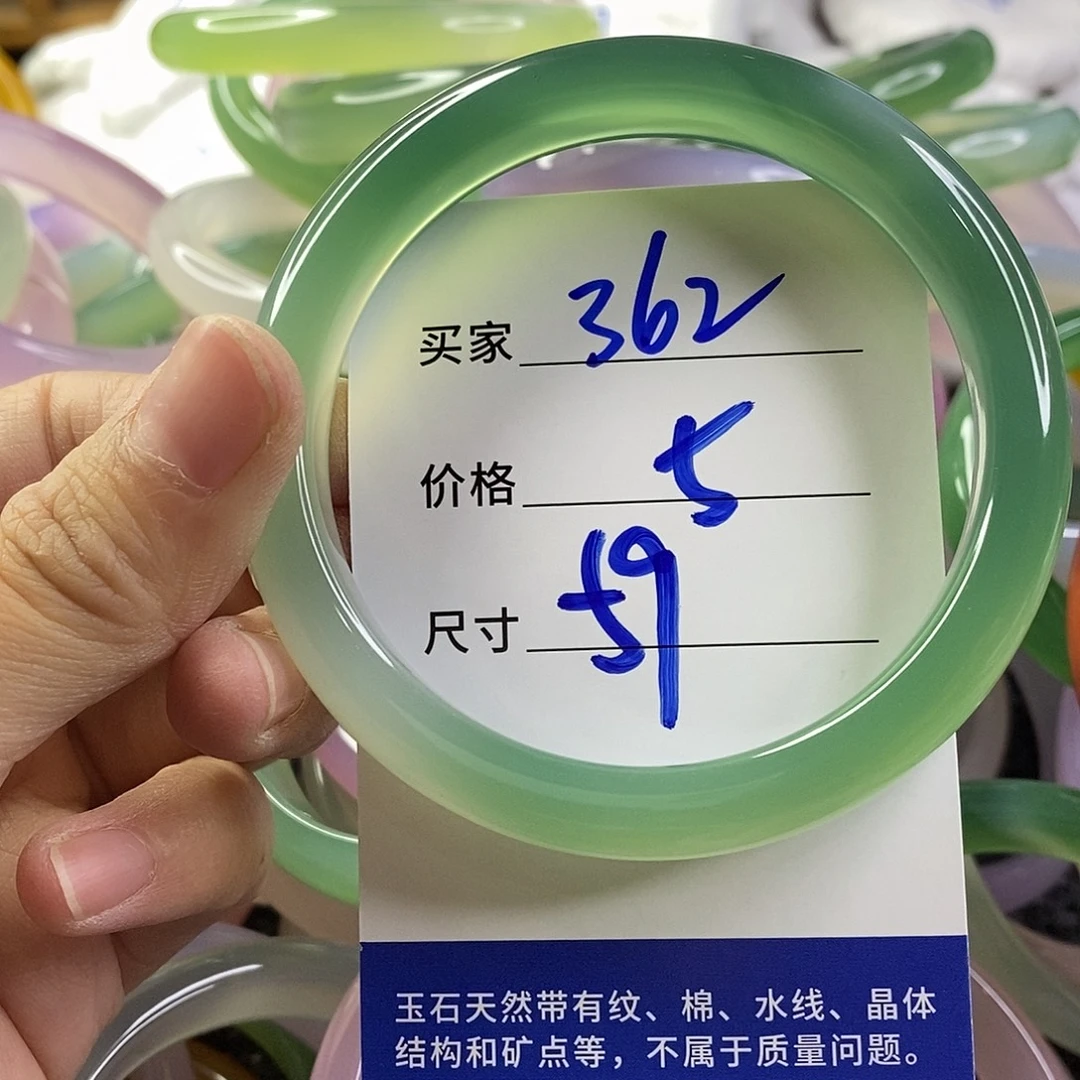 买家 362
价格 5
尺寸 59
玉石天然带有纹、棉、水线、晶体
结构和矿点等，不属于质量问题。